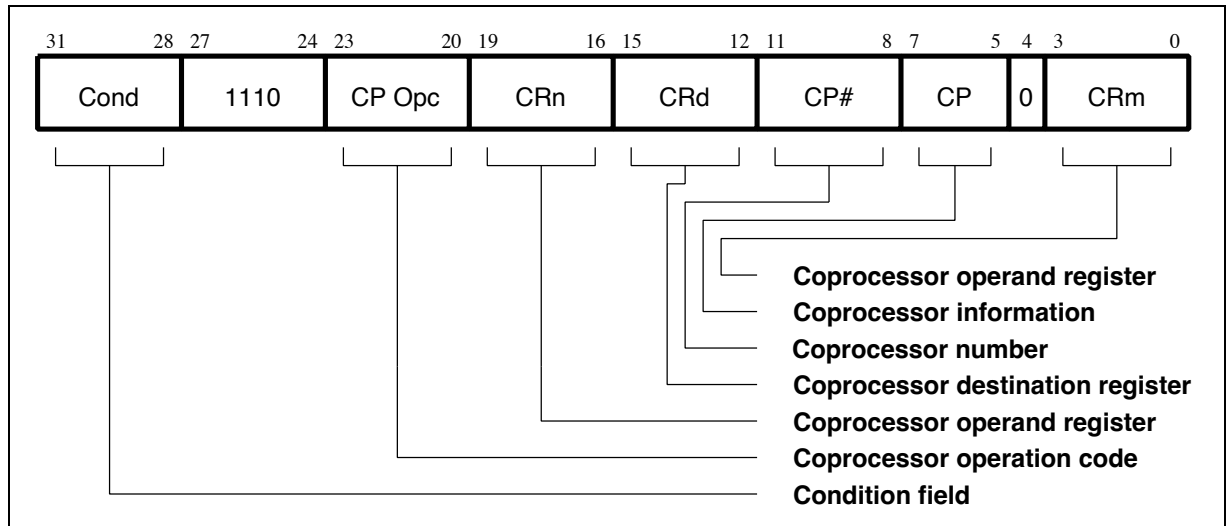 31 28 27 24 23 20 19 16 15 12 11 8 7 5 4 3 0
Cond 1110 CP Opc CRn CRd CP# CP 0 CRm
Coprocessor operand register
Coprocessor information
Coprocessor number
Coprocessor destination register
Coprocessor operand register
Coprocessor operation code
Condition field